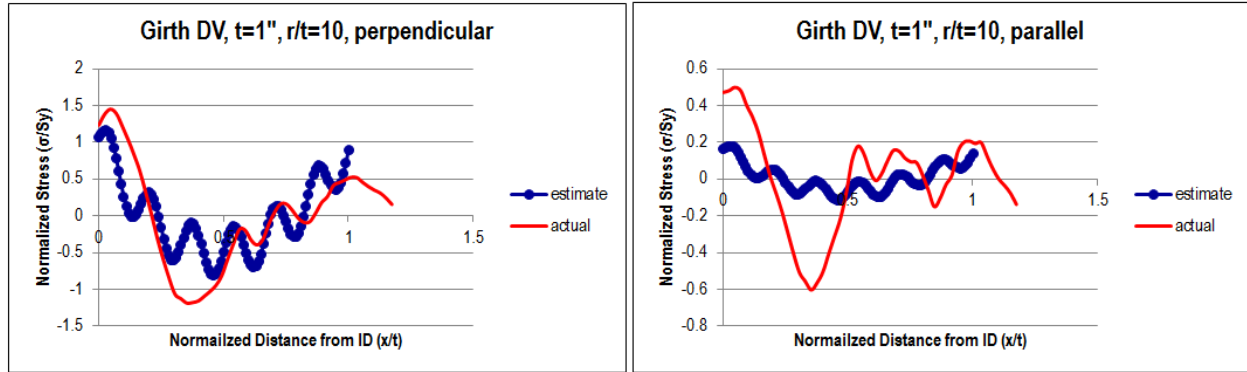 Girth DV, t=1", r/t=10, perpendicular
2
1.5
1
0.5
0
-0.5
-1
-1.5
0
0.5
1
1.5
Normalized Stress (σ/Sy)
Normailzed Distance from ID (x/t)
estimate
actual
Girth DV, t=1", r/t=10, parallel
0.6
0.4
0.2
0
-0.2
-0.4
-0.6
-0.8
0
0.5
1
1.5
Normalized Stress (σ/Sy)
Normailzed Distance from ID (x/t)
estimate
actual